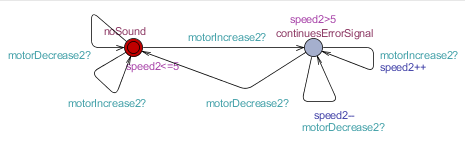 speed2>5
noSound
continuesErrorSignal
motorIncrease2?
motorDecrease2?
motorIncrease2?
speed2<=5
speed2++
motorIncrease2?
motorDecrease2?
speed2–
motorDecrease2?